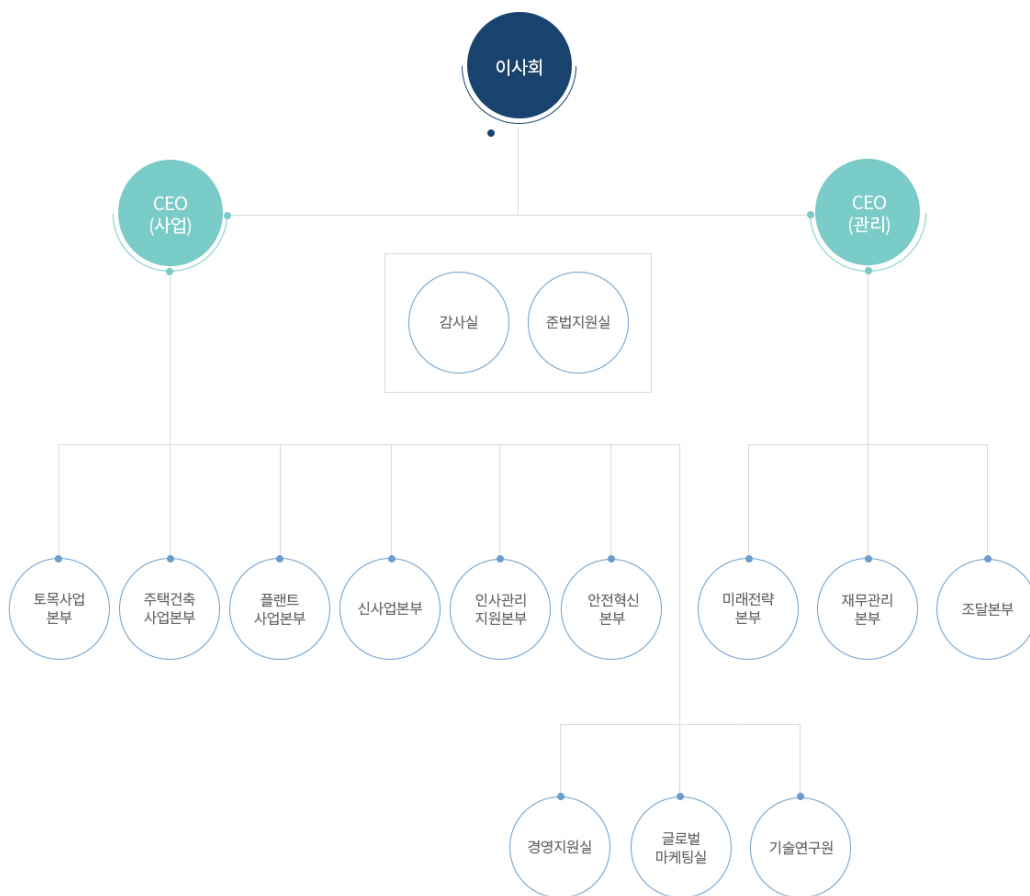 이사회
CEO
(사업)
CEO
(관리)
감사실
준법지원실
토목사업
본부
주택건축
사업본부
플랜트
사업본부
신사업본부
인사관리
지원본부
안전혁신
본부
미래전략
본부
재무관리
본부
조달본부
경영지원실
글로벌
마케팅실
기술연구원